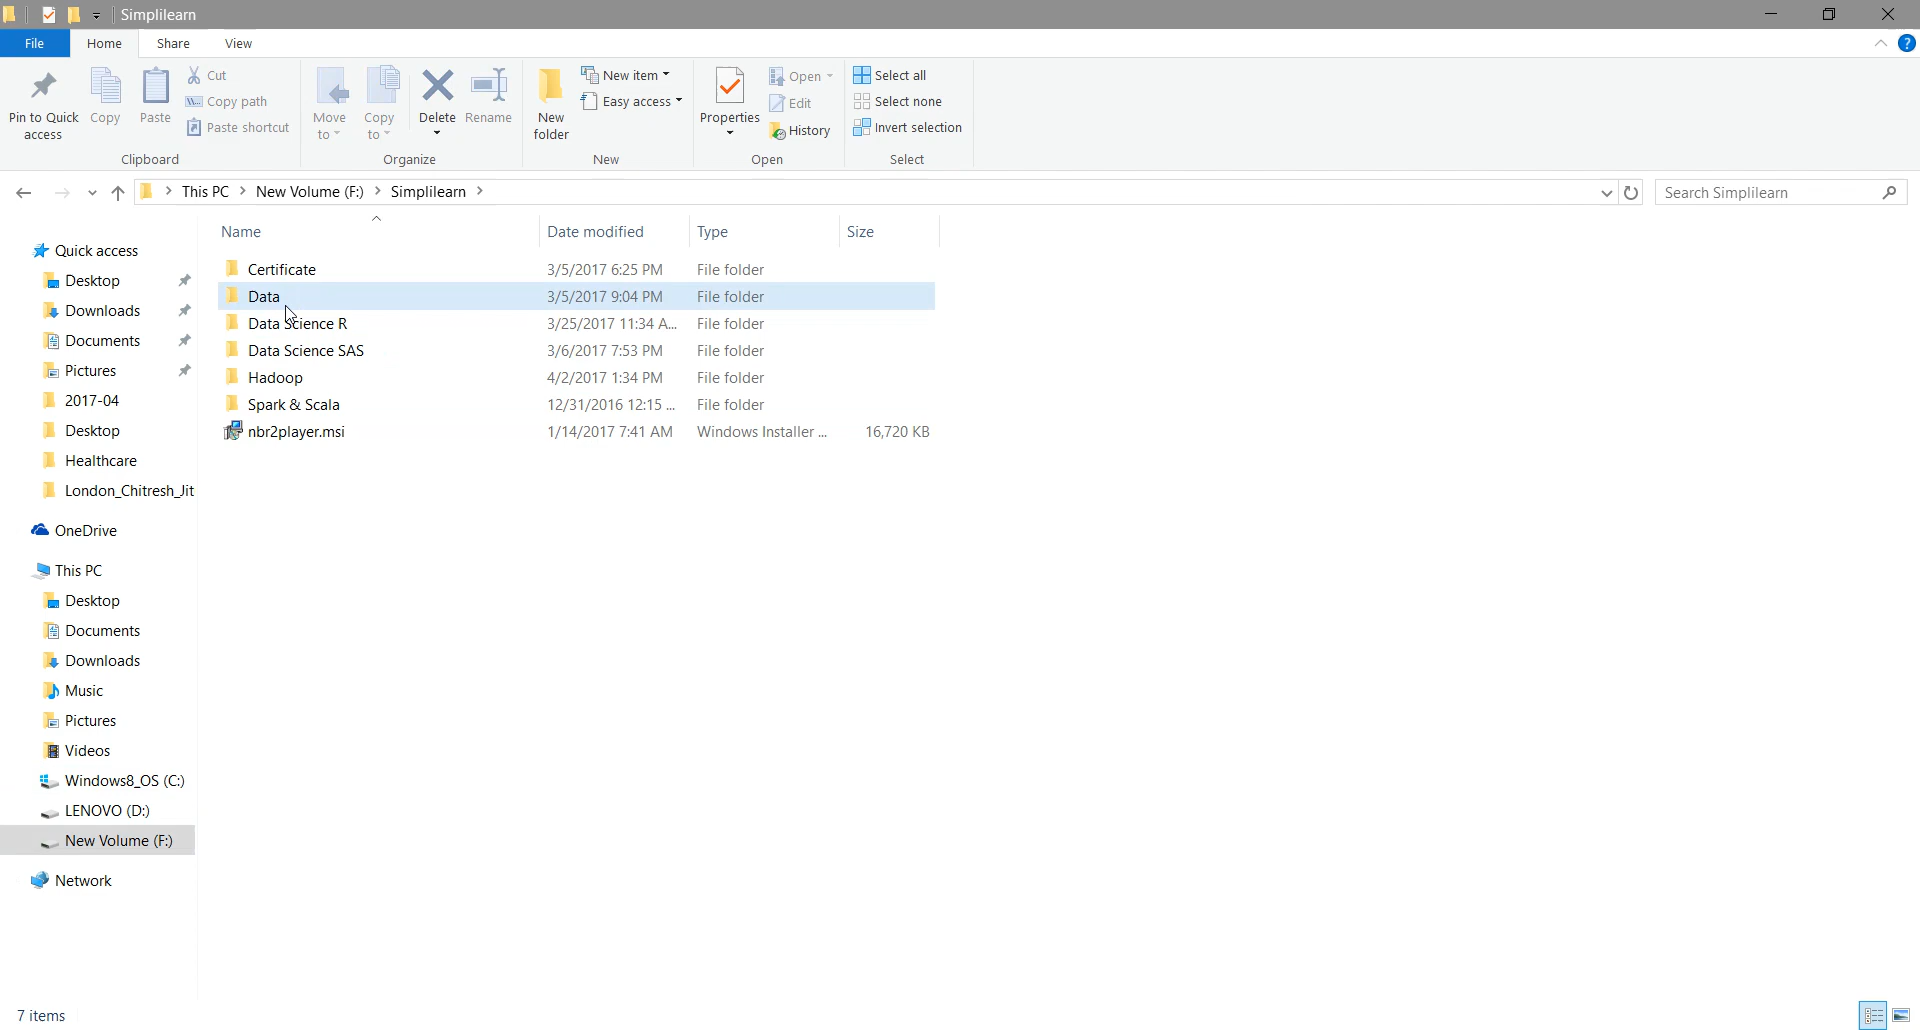 Simplilearn
File Home Share View
Pin to Quick access
Copy
Paste
Cut
Copy path
Paste shortcut
Clipboard
Move to
Copy to
Delete
Rename
Organize
New folder
New item
Easy access
New
Properties
Open
Edit
History
Open
Select all
Select none
Invert selection
Select
This PC > New Volume (F:) > Simplilearn >
Search Simplilearn
Name Date modified Type Size
Certificate 3/5/2017 6:25 PM File folder
Data 3/5/2017 9:04 PM File folder
Data Science R 3/25/2017 11:34 A... File folder
Data Science SAS 3/6/2017 7:53 PM File folder
Hadoop 4/2/2017 1:34 PM File folder
Spark & Scala 12/31/2016 12:15 ... File folder
nbr2player.msi 1/14/2017 7:41 AM Windows Installer ... 16,720 KB
Quick access
Desktop
Downloads
Documents
Pictures
2017-04
Desktop
Healthcare
London_Chitresh_Jit
OneDrive
This PC
Desktop
Documents
Downloads
Music
Pictures
Videos
Windows8_OS (C:)
LENOVO (D:)
New Volume (F:)
Network
7 items